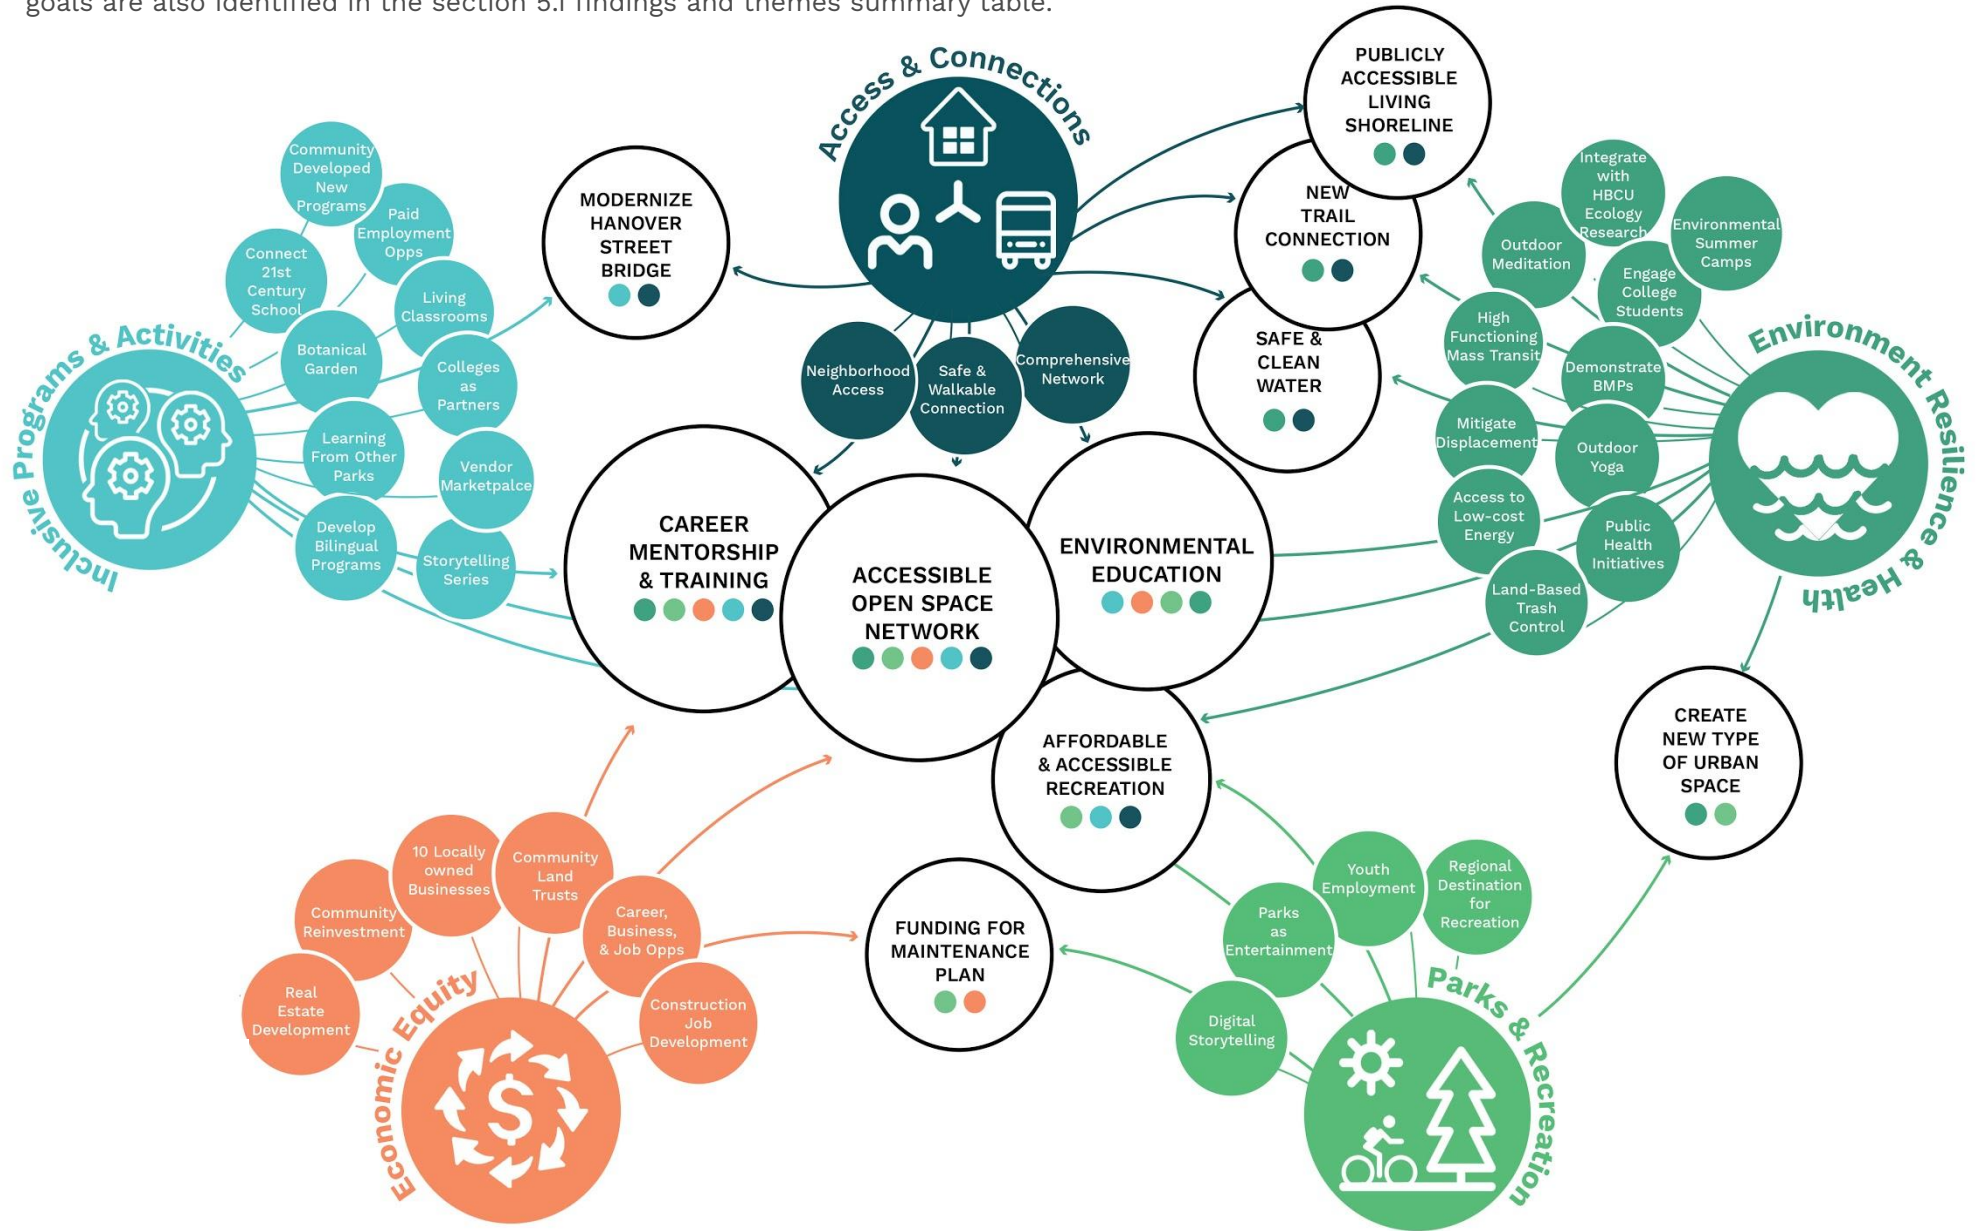 goals are also identified in the section 5.1 findings and themes summary table.
Access & Connections
PUBLICLY
ACCESSIBLE
LIVING
SHORELINE
NEW
TRAIL
CONNECTION
SAFE &
CLEAN
WATER
MODERNIZE
HANOVER
STREET
BRIDGE
Neighborhood
Access
Safe &
Walkable
Connection
Comprehensive
Network
Inclusive Programs & Activities
Community
Developed
New
Programs
Paid
Employment
Opps
Connect
21st
Century
School
Living
Classrooms
Botanical
Garden
Colleges
as
Partners
Learning
From Other
Parks
Vendor
Marketpalce
Develop
Bilingual
Programs
Storytelling
Series
Environment Resilience & Health
Integrate
with
HBCU
Ecology
Research
Environmental
Summer
Camps
Outdoor
Meditation
Engage
College
Students
High
Functioning
Mass Transit
Demonstrate
BMPs
Mitigate
Displacement
Outdoor
Yoga
Access to
Low-cost
Energy
Public
Health
Initiatives
Land-Based
Trash
Control
CAREER
MENTORSHIP
& TRAINING
ACCESSIBLE
OPEN SPACE
NETWORK
ENVIRONMENTAL
EDUCATION
AFFORDABLE
& ACCESSIBLE
RECREATION
CREATE
NEW TYPE
OF URBAN
SPACE
FUNDING FOR
MAINTENANCE
PLAN
Economic Equity
10 Locally
owned
Businesses
Community
Land
Trusts
Community
Reinvestment
Career,
Business,
& Job Opps
Real
Estate
Development
Construction
Job
Development
$
Parks & Recreation
Youth
Employment
Regional
Destination
for
Recreation
Parks
as
Entertainment
Digital
Storytelling